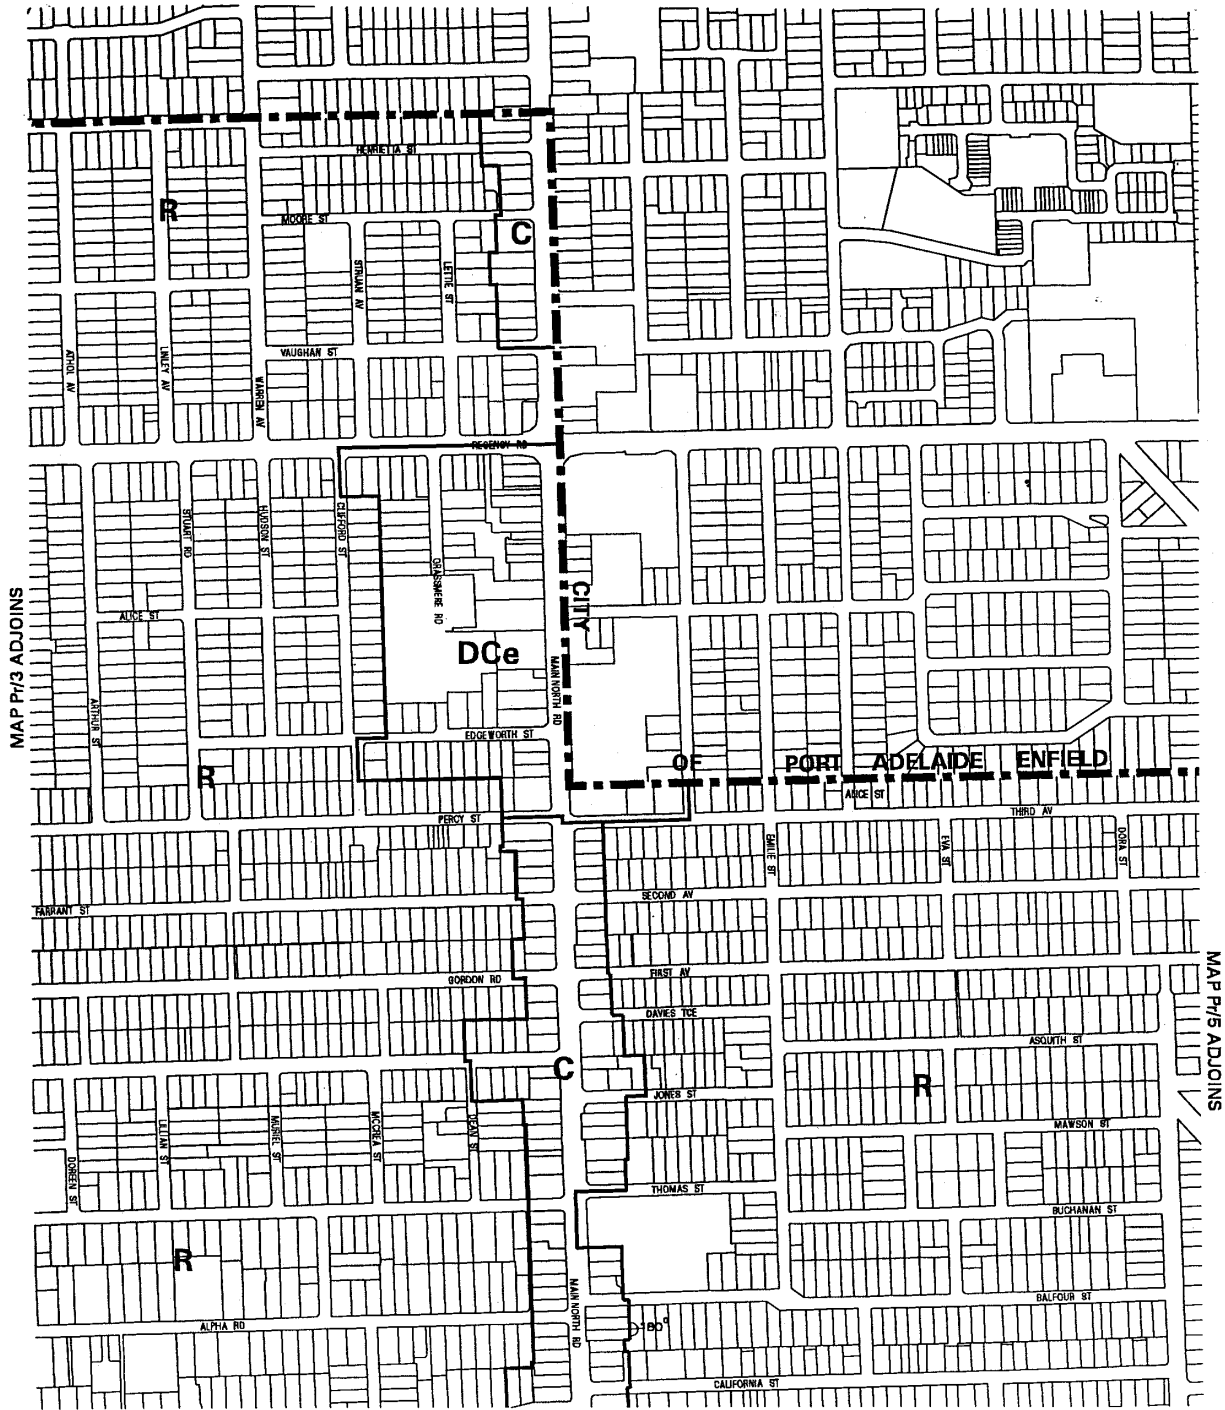 HENRIETTA ST
R
MOORE ST
C
STRUAN AV
LETTIE ST
ATHOL AV
LINLEY AV
VAUGHAN ST
WARREN AV
REGENCY RD
STUART RD
HUDSON ST
CLIFFORD ST
GRASSMERE RD
CITY
MAP Pr/3 ADJOINS
ALICE ST
DCe
MAIN NORTH RD
ARTHUR ST
EDGEWORTH ST
R
OF PORT ADELAIDE ENFIELD
ALICE ST
THIRD AV
PERCY ST
EMILIE ST
EVA ST
DORA ST
SECOND AV
FARRANT ST
FIRST AV
GORDON RD
DAVIES TCE
MAP Pr/5 ADJOINS
ASQUITH ST
C
R
JONES ST
LILLIAN ST
MURIEL ST
MCCREA ST
DEAN ST
MAWSON ST
DOREEN ST
THOMAS ST
BUCHANAN ST
R
MAIN NORTH RD
BALFOUR ST
ALPHA RD
180°
CALIFORNIA ST